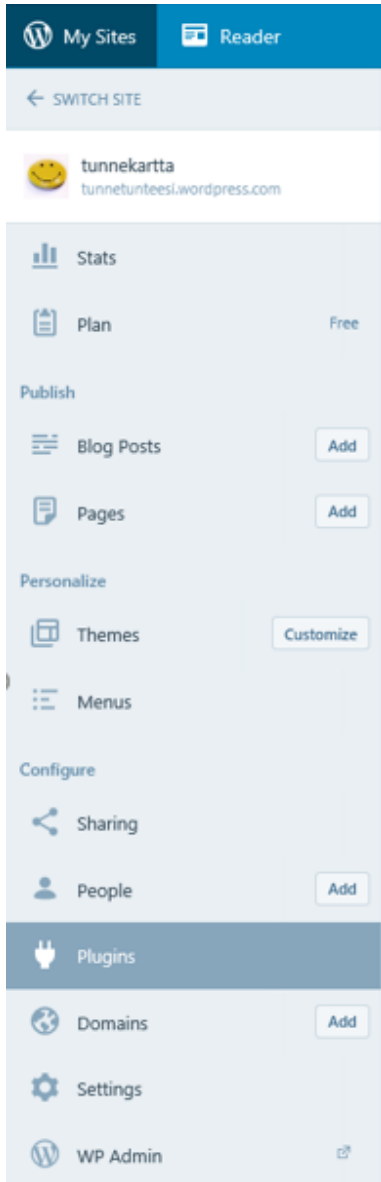 My Sites Reader
SWITCH SITE
tunnekartta
tunnetunteesi.wordpress.com
Stats
Plan Free
Publish
Blog Posts Add
Pages Add
Personalize
Themes Customize
Menus
Configure
Sharing
People Add
Plugins
Domains Add
Settings
WP Admin